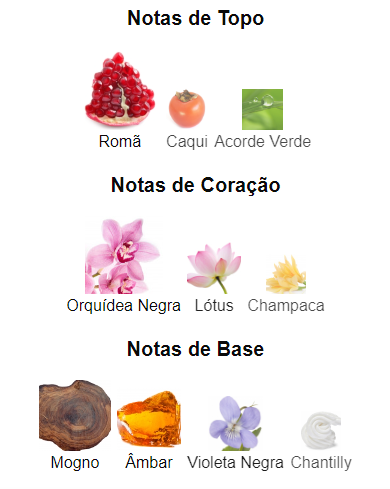 Notas de Topo
Romã Caqui Acorde Verde
Notas de Coração
Orquídea Negra Lótus Champaca
Notas de Base
Mogno Âmbar Violeta Negra Chantilly